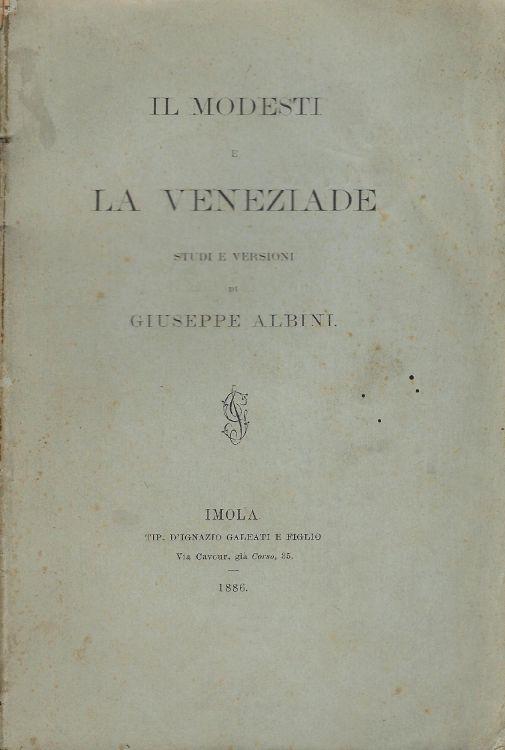 IL MODESTI
E
LA VENEZIADE
STUDI E VERSIONI
DI
GIUSEPPE ALBINI.
IMOLA
TIP. D'IGNAZIO GALEATI E FIGLIO
Via Cavour, già Corso, 35.
1886.